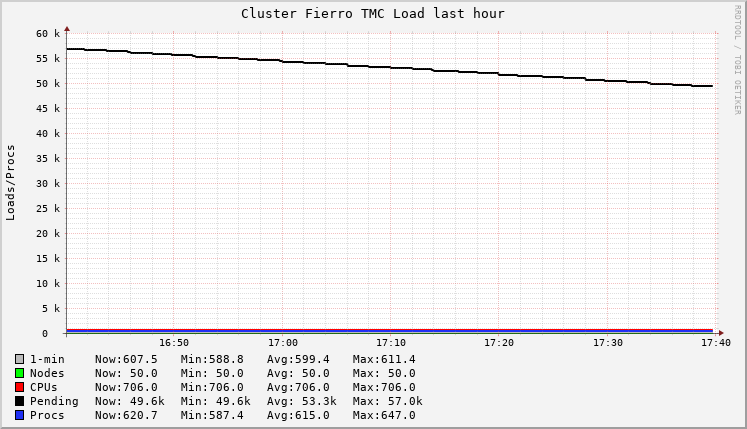 Cluster Fierro TMC Load last hour
RRDTOOL / TOBI OETIKER
Loads/Procs
60 k
55 k
50 k
45 k
40 k
35 k
30 k
25 k
20 k
15 k
10 k
5 k
0
16:50 17:00 17:10 17:20 17:30 17:40
1-min Now:607.5 Min:588.8 Avg:599.4 Max:611.4
Nodes Now: 50.0 Min: 50.0 Avg: 50.0 Max: 50.0
CPUs Now:706.0 Min:706.0 Avg:706.0 Max:706.0
Pending Now: 49.6k Min: 49.6k Avg: 53.3k Max: 57.0k
Procs Now:620.7 Min:587.4 Avg:615.0 Max:647.0